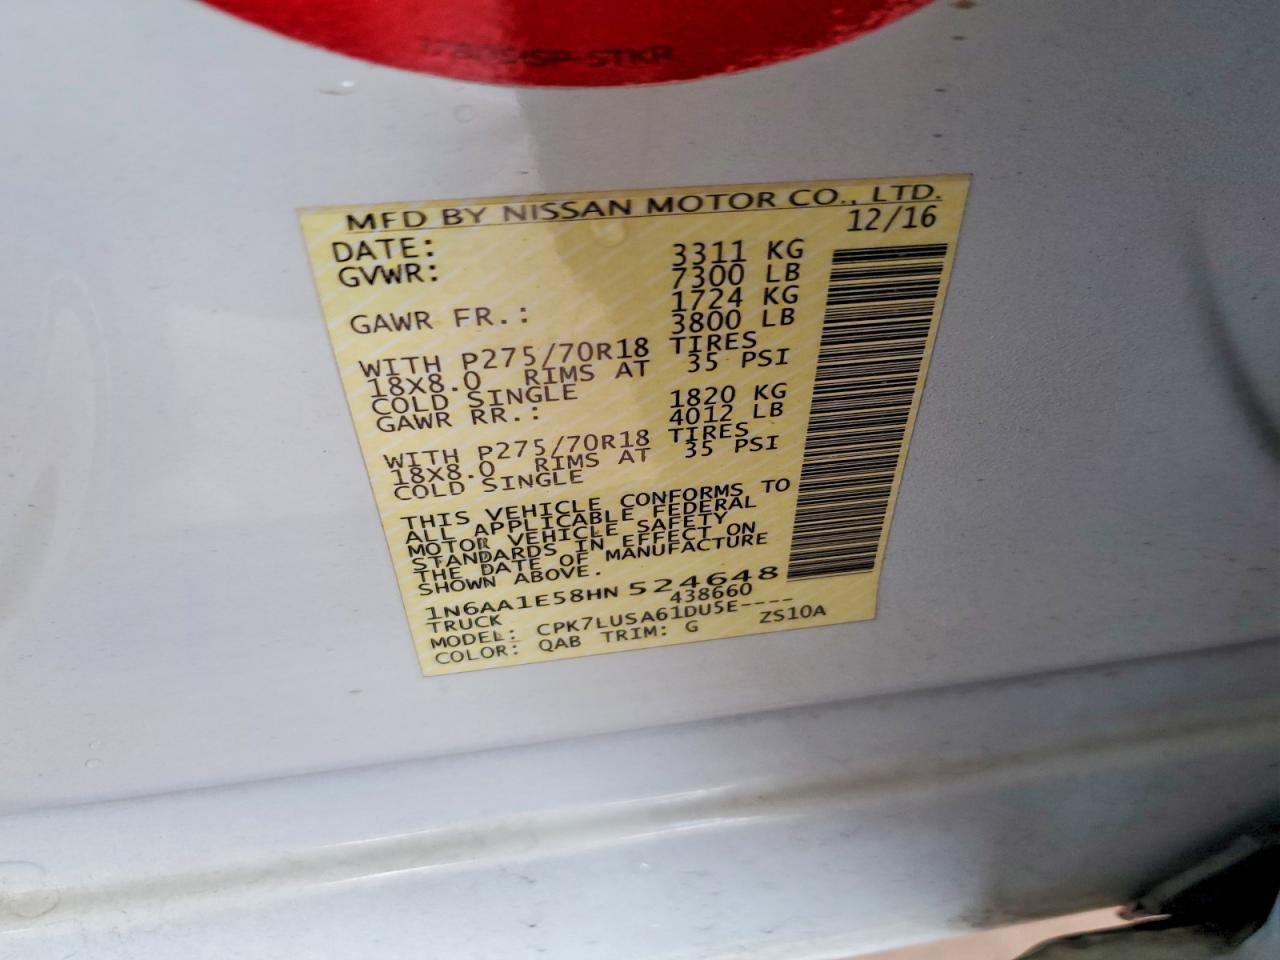 -STKR
MFD BY NISSAN MOTOR CO., LTD.
DATE: 12/16
GVWR: 3311 KG
7300 LB
GAWR FR.: 1724 KG
3800 LB
WITH P275/70R18 TIRES
18X8.0 RIMS AT 35 PSI
COLD SINGLE
GAWR RR.: 1820 KG
4012 LB
WITH P275/70R18 TIRES
18X8.0 RIMS AT 35 PSI
COLD SINGLE
THIS VEHICLE CONFORMS TO
ALL APPLICABLE FEDERAL
MOTOR VEHICLE SAFETY
STANDARDS IN EFFECT ON
THE DATE OF MANUFACTURE
SHOWN ABOVE.
1N6AA1E58HN 524648
TRUCK 438660
MODEL: CPK7LUSA61DU5E----
COLOR: QAB TRIM: G ZS10A